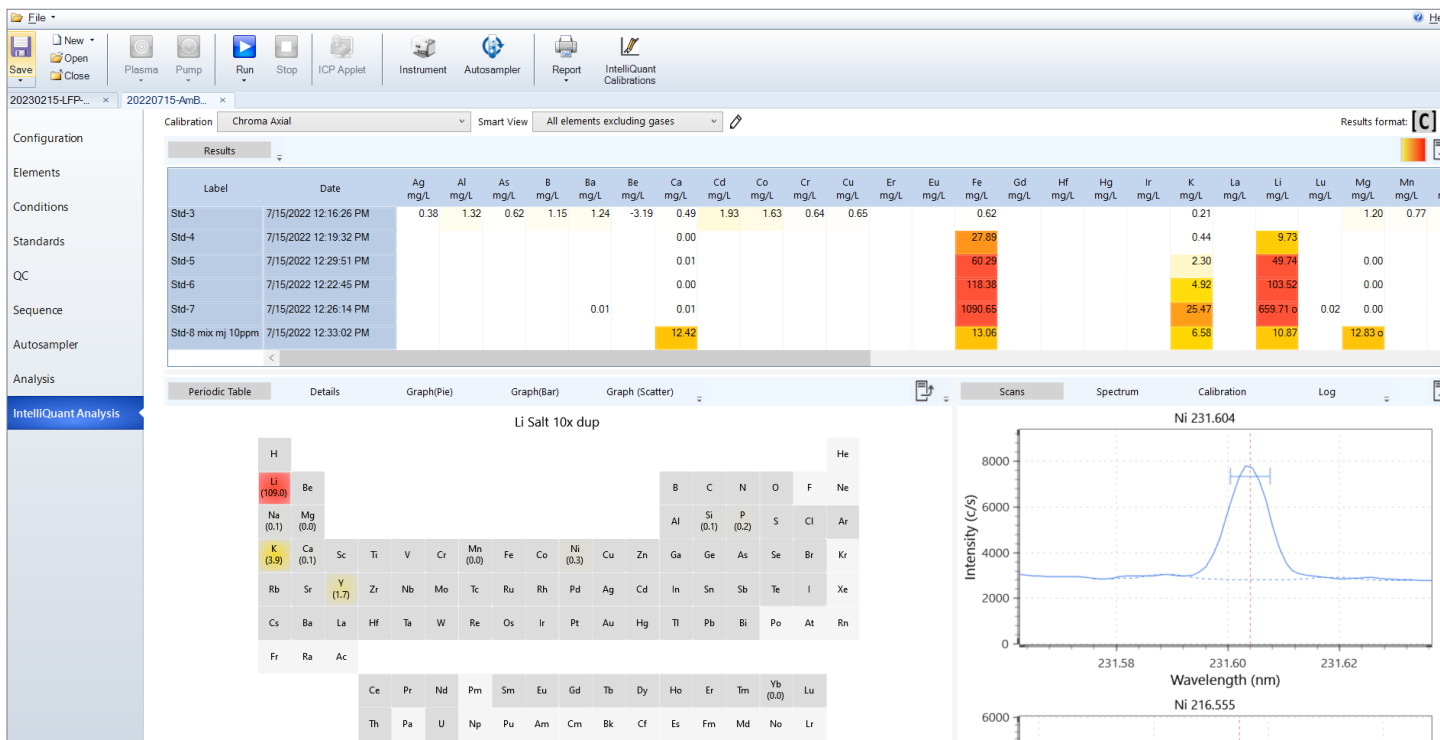 File
He
New
Open
Close
Save
Plasma
Pump
Run
Stop
ICP Applet
Instrument
Autosampler
Report
IntelliQuant
Calibrations
20230215-LFP-... ×
20220715-AmB... ×
Configuration
Elements
Conditions
Standards
QC
Sequence
Autosampler
Analysis
IntelliQuant Analysis
Calibration Chroma Axial Smart View All elements excluding gases Results format: [C]
Results
Label Date Ag Al As B Ba Be Ca Cd Co Cr Cu Er Eu Fe Gd Hf Hg Ir K La Li Lu Mg Mn
mg/L mg/L mg/L mg/L mg/L mg/L mg/L mg/L mg/L mg/L mg/L mg/L mg/L mg/L mg/L mg/L mg/L mg/L mg/L mg/L mg/L mg/L mg/L mg/L
Std-3 7/15/2022 12:16:26 PM 0.38 1.32 0.62 1.15 1.24 -3.19 0.49 1.93 1.63 0.64 0.65 0.62 0.21 1.20 0.77
Std-4 7/15/2022 12:19:32 PM 0.00 27.89 0.44 9.73
Std-5 7/15/2022 12:29:51 PM 0.01 60.29 2.30 49.74 0.00
Std-6 7/15/2022 12:22:45 PM 0.00 118.38 4.92 103.52 0.00
Std-7 7/15/2022 12:26:14 PM 0.01 0.01 1090.65 25.47 659.71 o 0.02 0.00
Std-8 mix mj 10ppm 7/15/2022 12:33:02 PM 12.42 13.06 6.58 10.87 12.83 o
Periodic Table Details Graph(Pie) Graph(Bar) Graph (Scatter)
Li Salt 10x dup
H He
Li Be B C N O F Ne
(109.0)
Na Mg Al Si P S Cl Ar
(0.1) (0.0) (0.1) (0.2)
K Ca Sc Ti V Cr Mn Fe Co Ni Cu Zn Ga Ge As Se Br Kr
(3.9) (0.1) (0.0) (0.3)
Rb Sr Y Zr Nb Mo Tc Ru Rh Pd Ag Cd In Sn Sb Te I Xe
(1.7)
Cs Ba La Hf Ta W Re Os Ir Pt Au Hg Tl Pb Bi Po At Rn
Fr Ra Ac
Ce Pr Nd Pm Sm Eu Gd Tb Dy Ho Er Tm Yb Lu
(0.0)
Th Pa U Np Pu Am Cm Bk Cf Es Fm Md No Lr
Scans Spectrum Calibration Log
Ni 231.604
Intensity (c/s)
8000
6000
4000
2000
0
231.58 231.60 231.62
Wavelength (nm)
Ni 216.555
6000